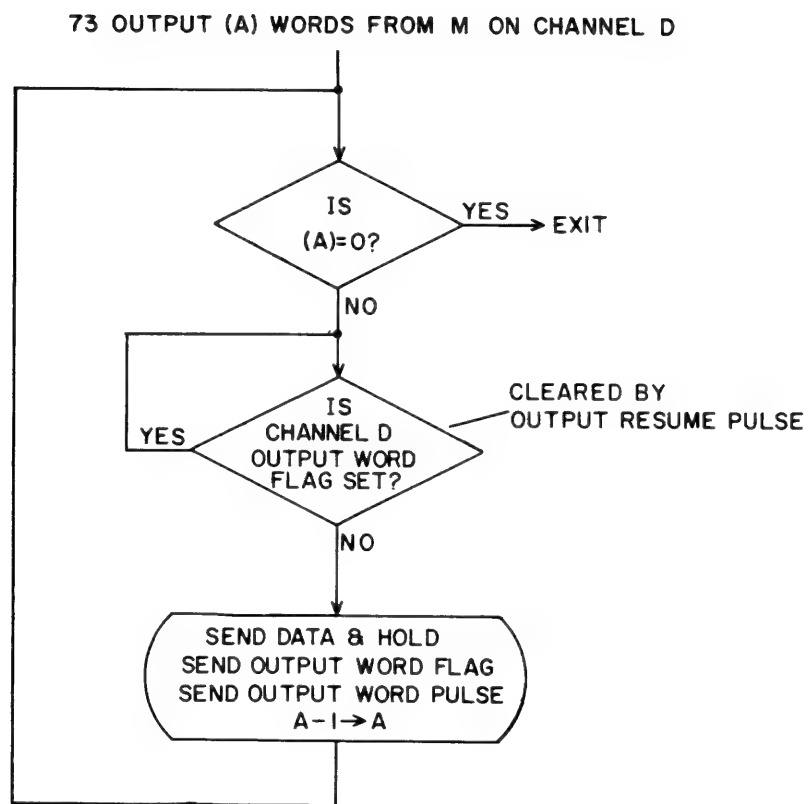 73 OUTPUT (A) WORDS FROM M ON CHANNEL D
IS
(A)=0?
YES
EXIT
NO
IS
CHANNEL D
OUTPUT WORD
FLAG SET?
YES
CLEARED BY
OUTPUT RESUME PULSE
NO
SEND DATA & HOLD
SEND OUTPUT WORD FLAG
SEND OUTPUT WORD PULSE
A-1→A